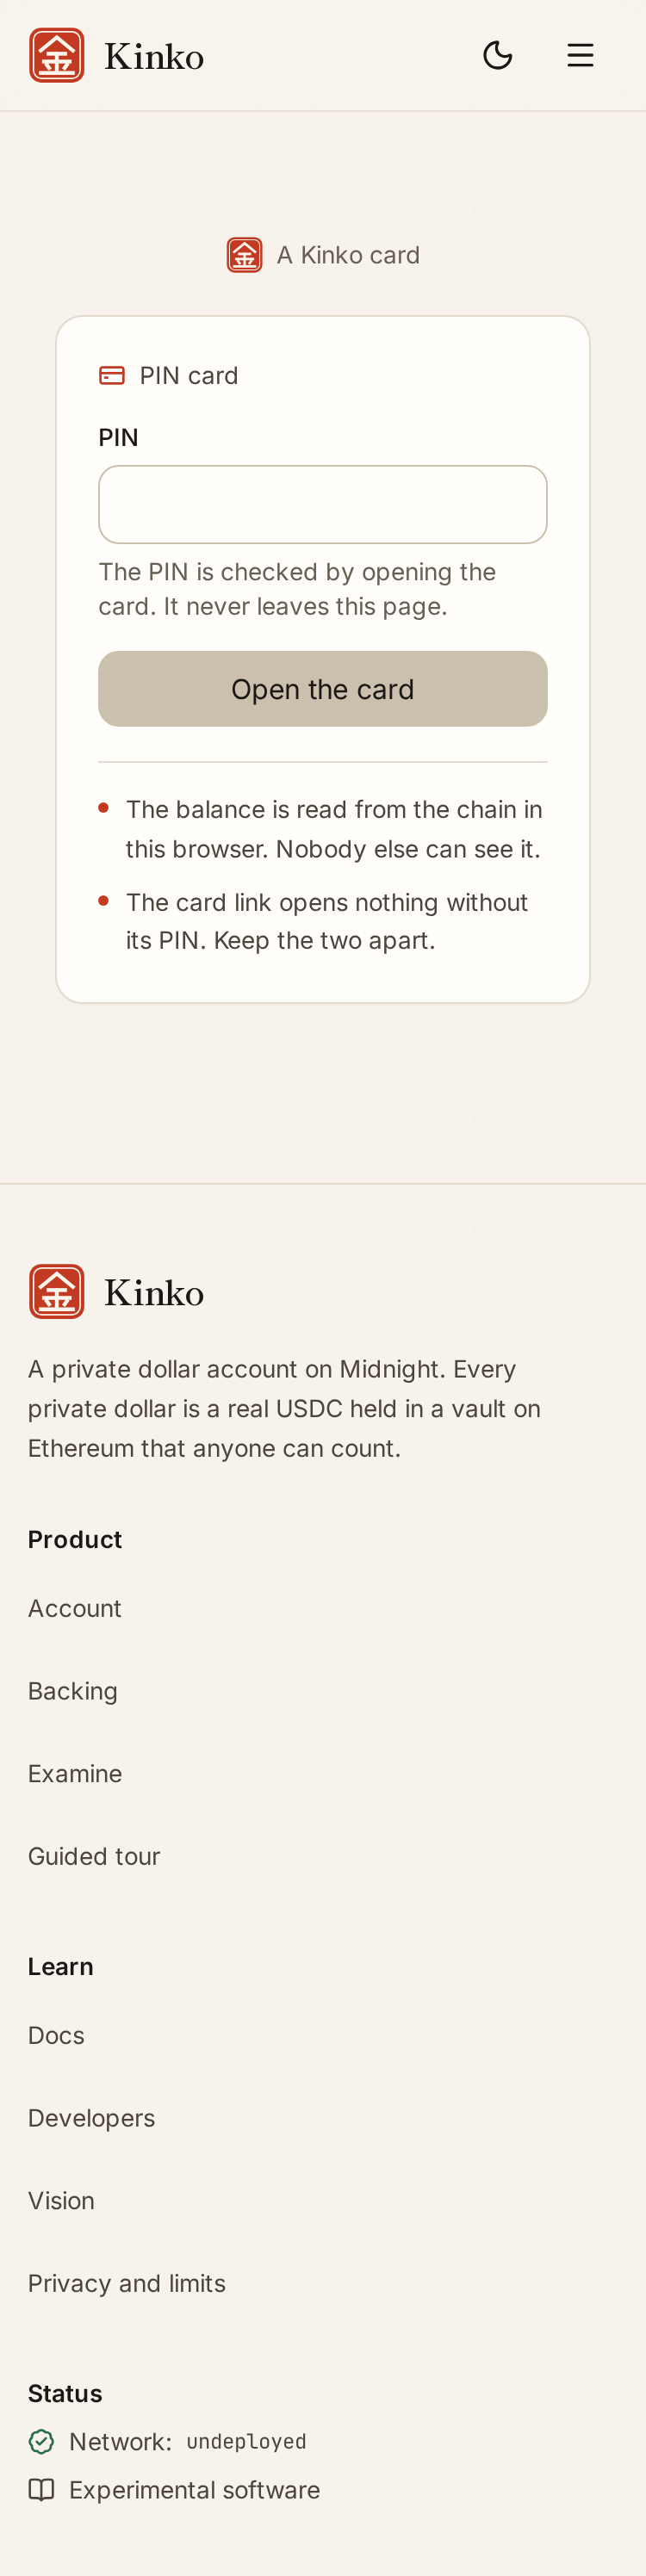 金 Kinko
金 A Kinko card
PIN card
PIN
The PIN is checked by opening the
card. It never leaves this page.
Open the card
The balance is read from the chain in
this browser. Nobody else can see it.
The card link opens nothing without
its PIN. Keep the two apart.
金 Kinko
A private dollar account on Midnight. Every
private dollar is a real USDC held in a vault on
Ethereum that anyone can count.
Product
Account
Backing
Examine
Guided tour
Learn
Docs
Developers
Vision
Privacy and limits
Status
Network: undeployed
Experimental software